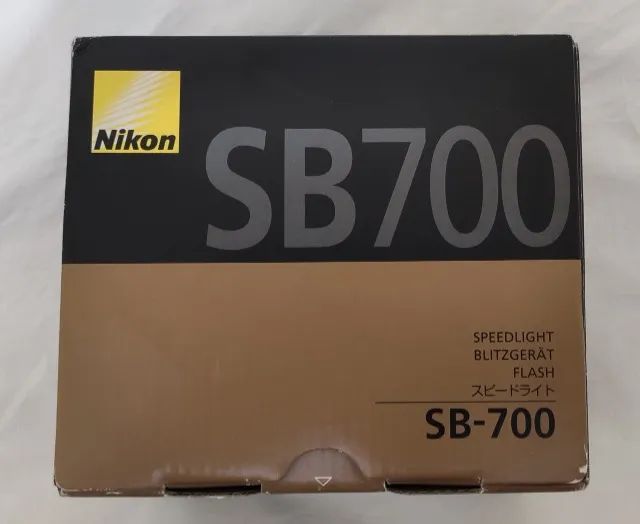 Nikon
SB700
SPEEDLIGHT
BLITZGERÄT
FLASH
スピードライト
SB-700